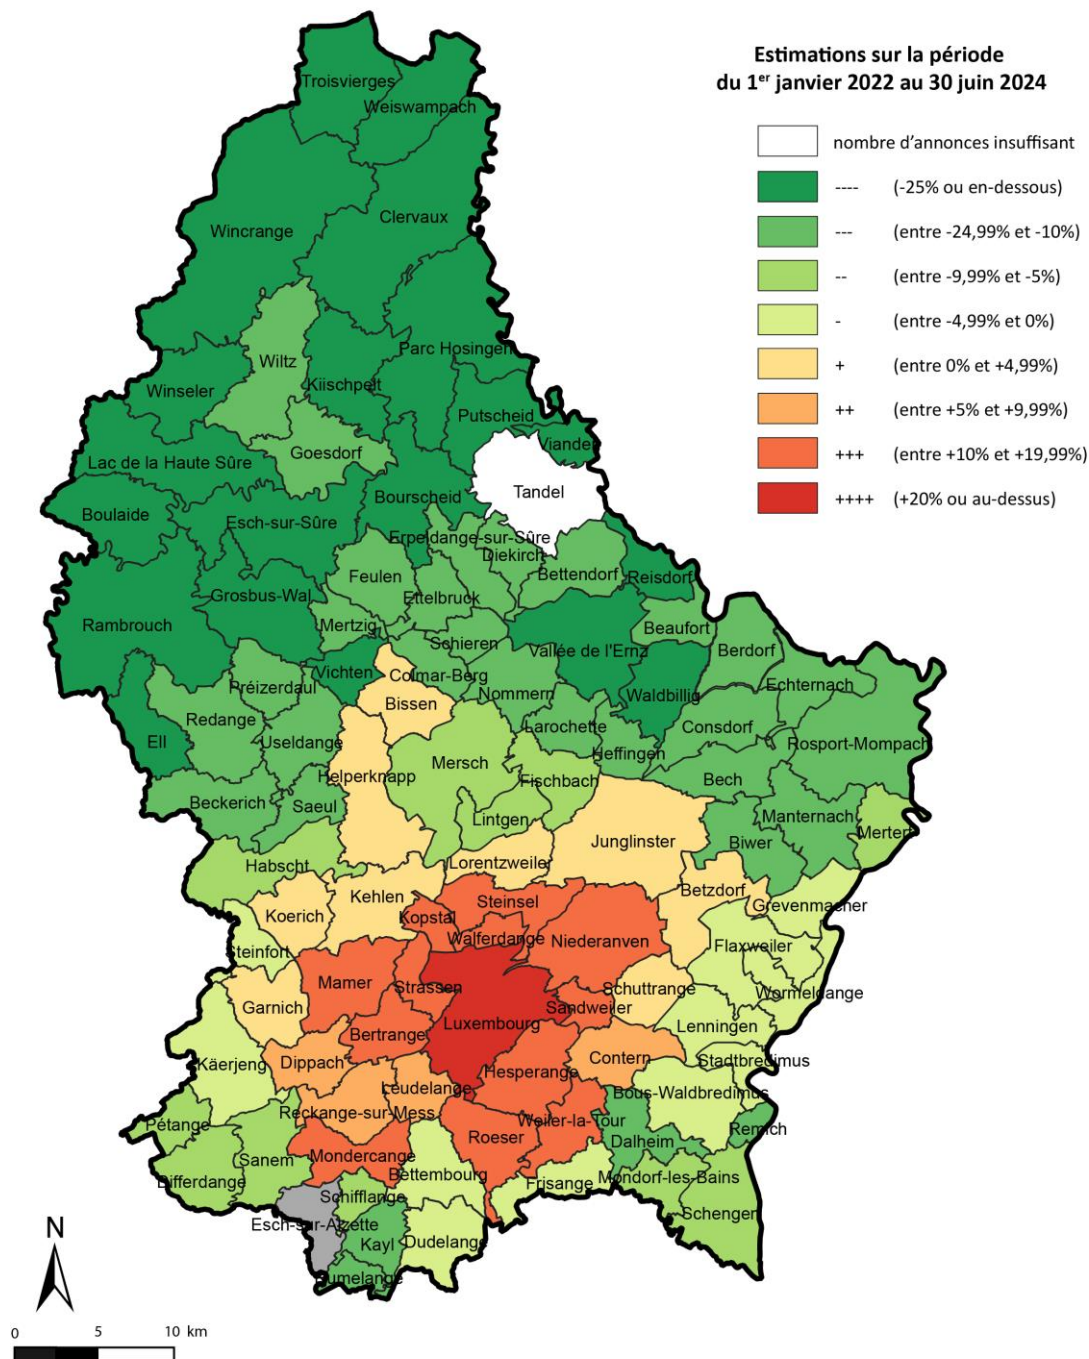 Estimations sur la période
du 1er janvier 2022 au 30 juin 2024
nombre d'annonces insuffisant
---- (-25% ou en-dessous)
--- (entre -24,99% et -10%)
-- (entre -9,99% et -5%)
- (entre -4,99% et 0%)
+ (entre 0% et +4,99%)
++ (entre +5% et +9,99%)
+++ (entre +10% et +19,99%)
++++ (+20% ou au-dessus)
Troisvierges
Weiswampach
Clervaux
Wincrange
Parc Hosingen
Wiltz
Kiischpelt
Winseler
Putscheid
Vianden
Goesdorf
Lac de la Haute Sûre
Tandel
Bourscheid
Boulaide
Esch-sur-Sûre
Erpeldange-sur-Sûre
Diekirch
Bettendorf
Feulen
Reisdorf
Grosbus-Wal
Ettelbruck
Rambrouch
Mertzig
Beaufort
Schieren
Vallée de l'Ernz
Berdorf
Vichten
Colmar-Berg
Echternach
Préizerdaul
Nommern
Waldbillig
Bissen
Redange
Larochette
Consdorf
Ell
Useldange
Rosport-Mompach
Heffingen
Mersch
Helperknapp
Fischbach
Bech
Beckerich
Saeul
Lintgen
Manternach
Mertert
Junglinster
Biwer
Habscht
Lorentzweiler
Betzdorf
Kehlen
Steinsel
Grevenmacher
Koerich
Kopstal
Walferdange
Niederanven
Flaxweiler
Steinfort
Mamer
Strassen
Schuttrange
Wormeldange
Garnich
Sandweiler
Luxembourg
Lenningen
Bertrange
Contern
Stadtbredimus
Dippach
Käerjeng
Hesperange
Leudelange
Bous-Waldbredimus
Reckange-sur-Mess
Weiler-la-Tour
Pétange
Remich
Roeser
Dalheim
Mondercange
Sanem
Bettembourg
Mondorf-les-Bains
Differdange
Frisange
Schifflange
Schengen
Esch-sur-Alzette
Kayl
Dudelange
Rumelange
N
0 5 10 km